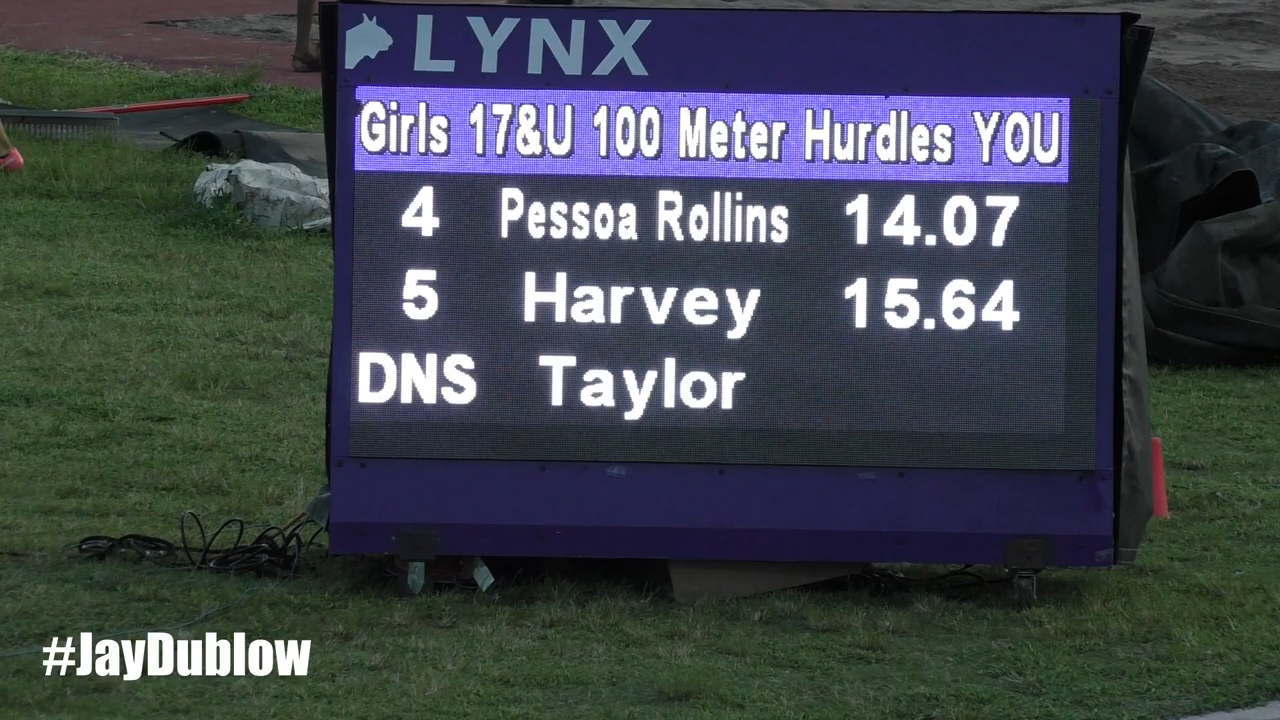 LYNX
Girls 17&U 100 Meter Hurdles YOU
4 Pessoa Rollins 14.07
5 Harvey 15.64
DNS Taylor
#JayDublow